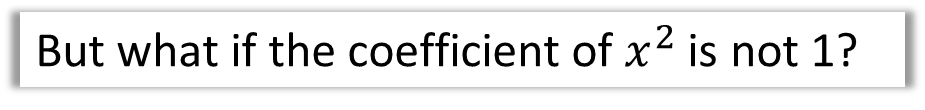 But what if the coefficient of x² is not 1?